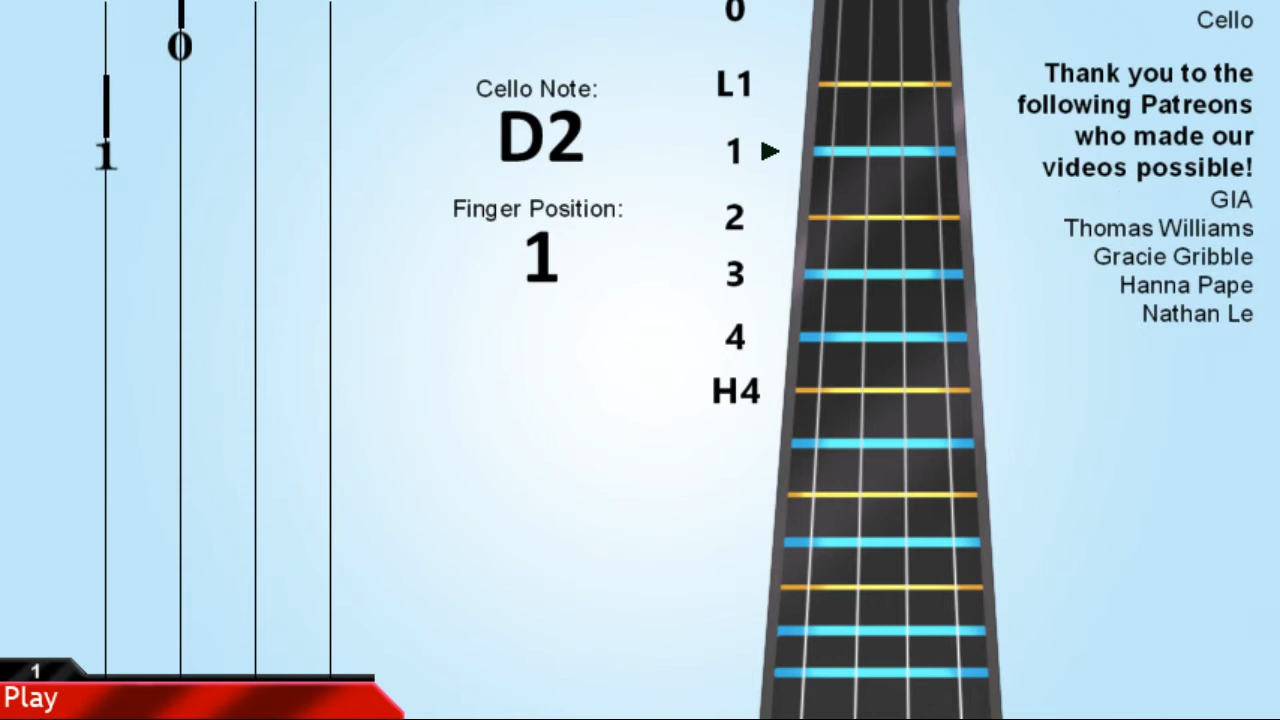 0
1
Cello Note:
D2
Finger Position:
1
0
L1
1
2
3
4
H4
Cello
Thank you to the
following Patreons
who made our
videos possible!
GIA
Thomas Williams
Gracie Gribble
Hanna Pape
Nathan Le
1
Play